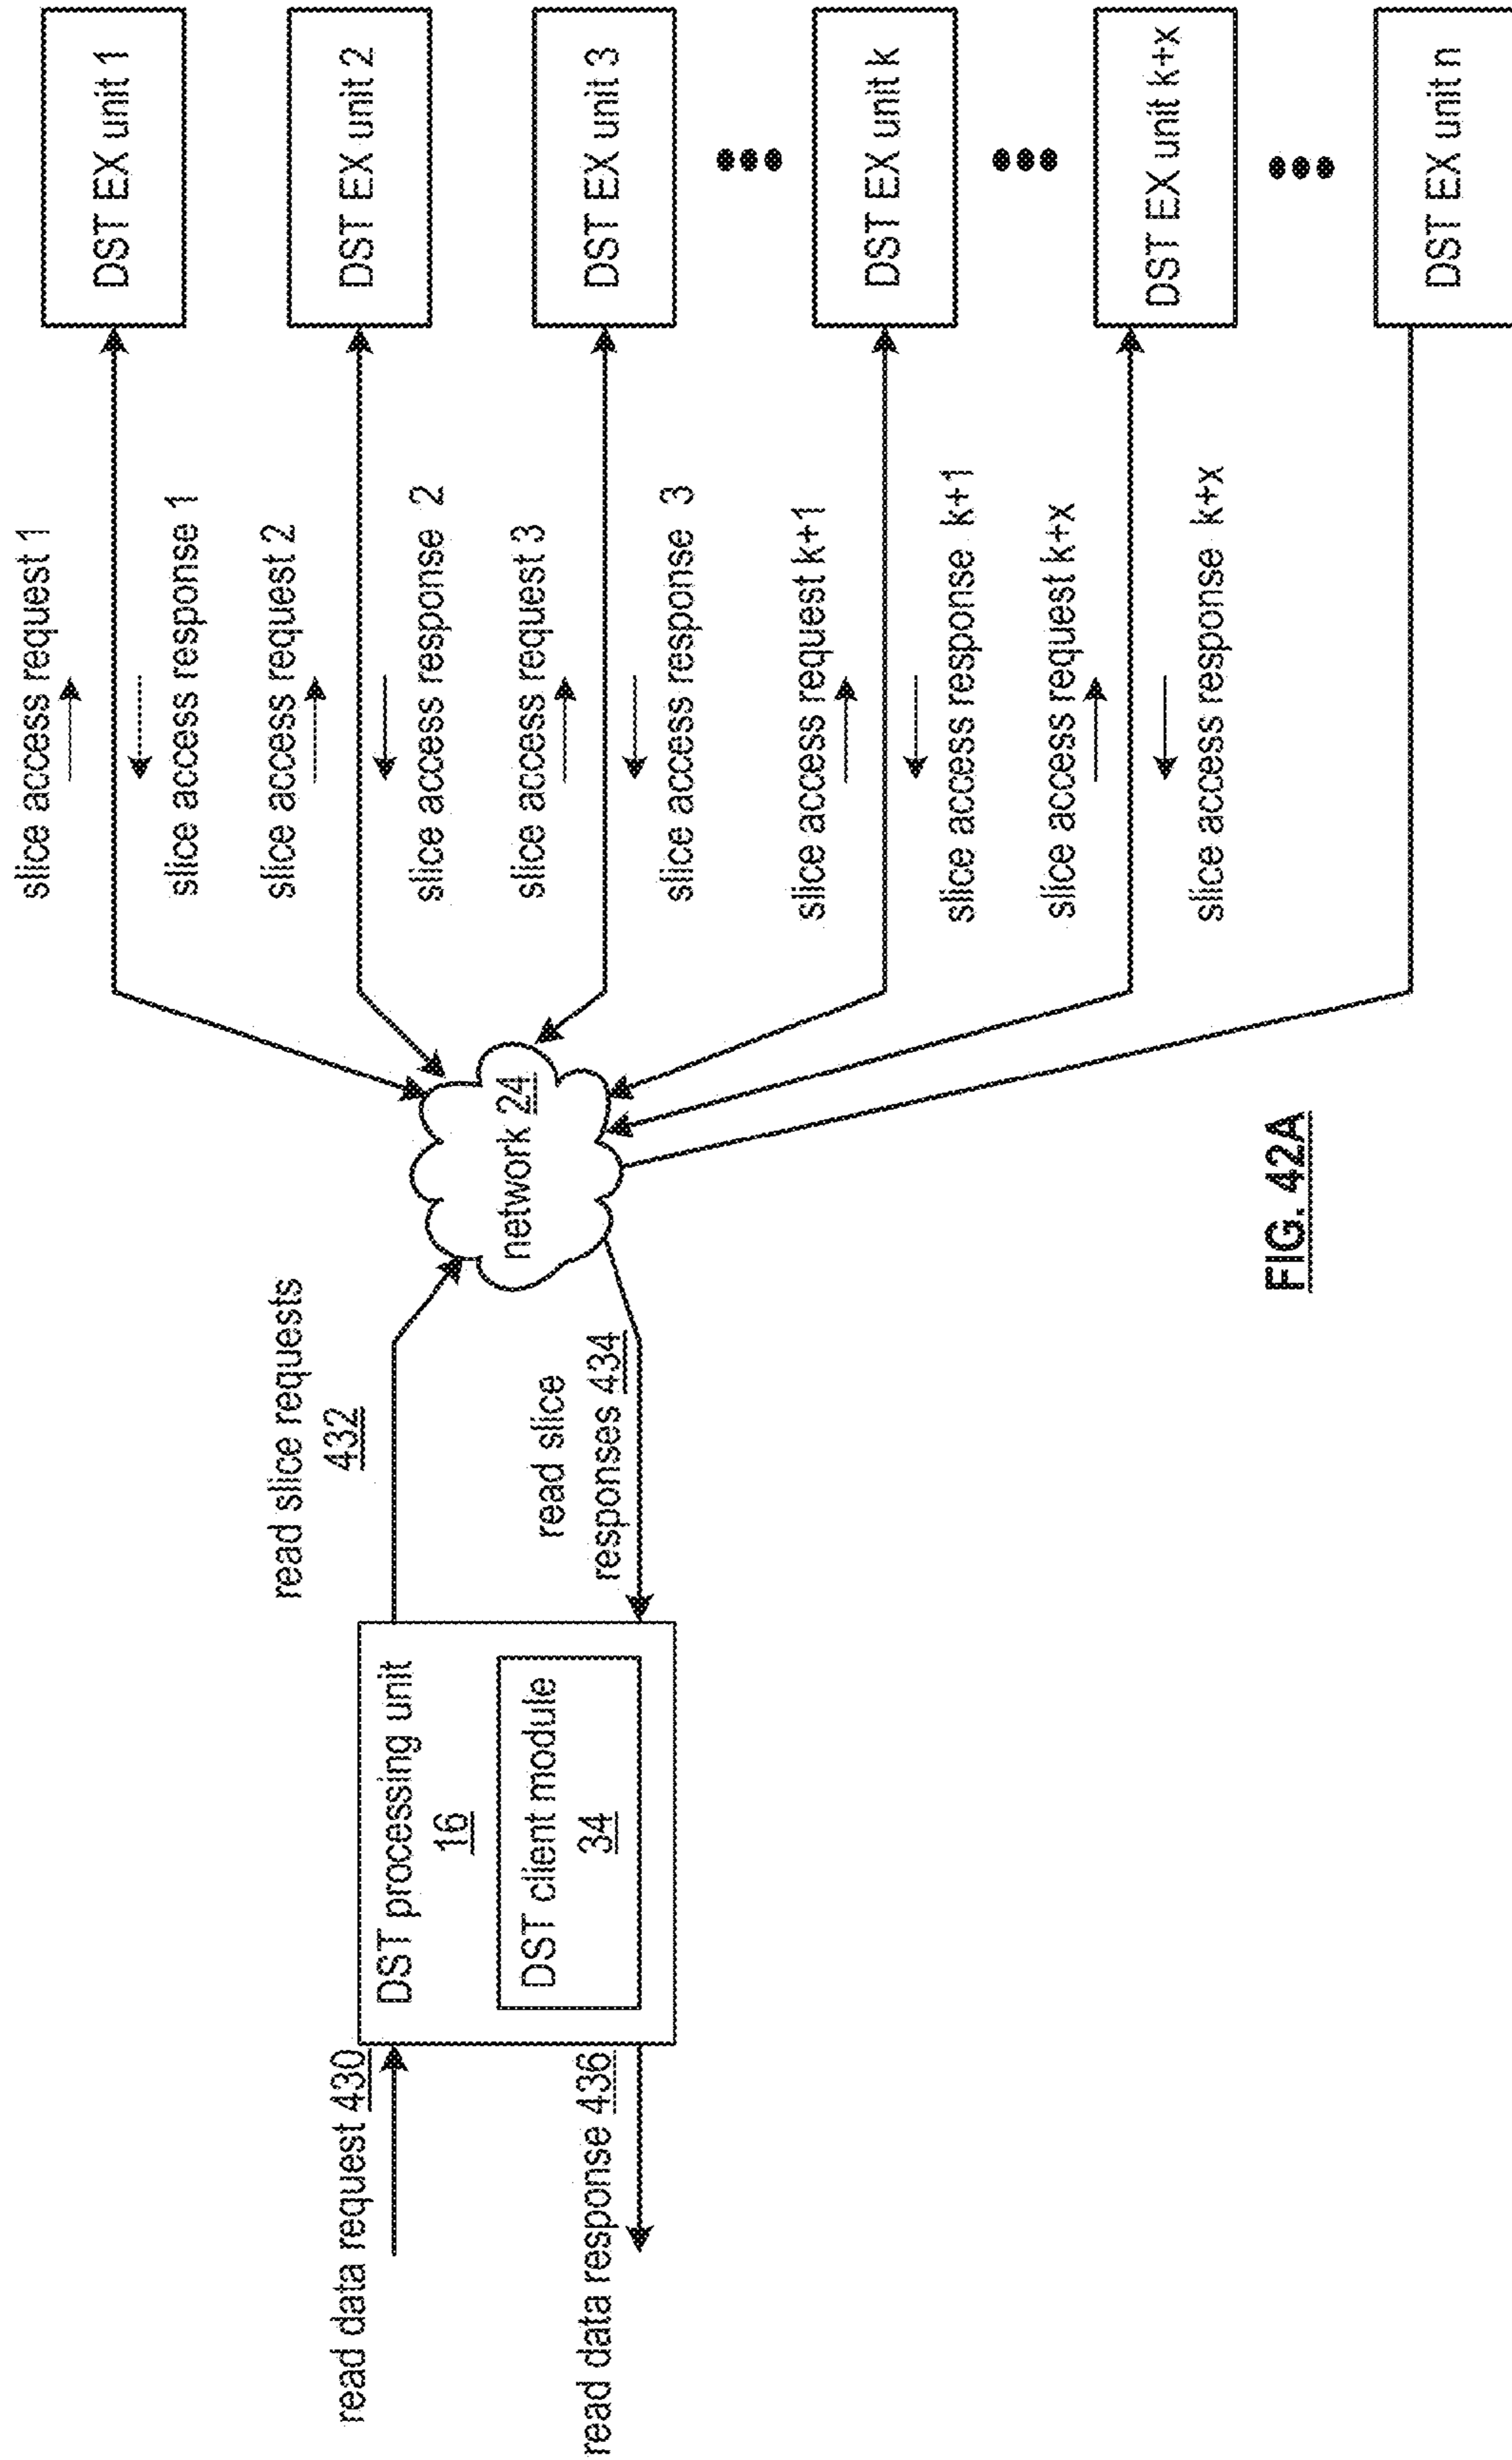 read data request 430
read data response 436
DST processing unit
16
DST client module
34
read slice requests
432
read slice
responses 434
network 24
slice access request 1
slice access response 1
slice access request 2
slice access response 2
slice access request 3
slice access response 3
slice access request k+1
slice access response k+1
slice access request k+x
slice access response k+x
DST EX unit 1
DST EX unit 2
DST EX unit 3
DST EX unit k
DST EX unit k+x
DST EX unit n
FIG. 42A